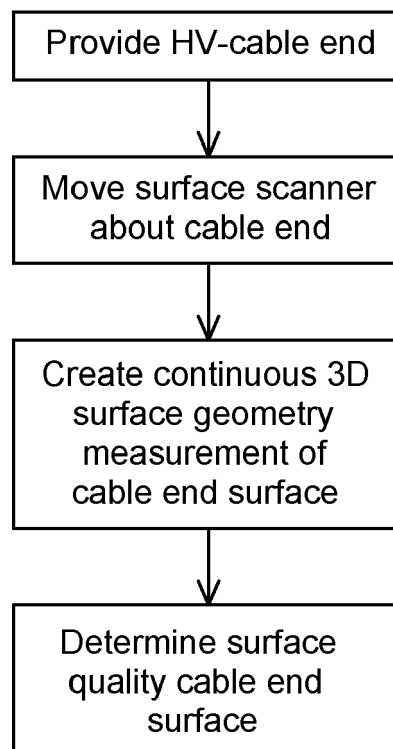 Provide HV-cable end
Move surface scanner
about cable end
Create continuous 3D
surface geometry
measurement of
cable end surface
Determine surface
quality cable end
surface